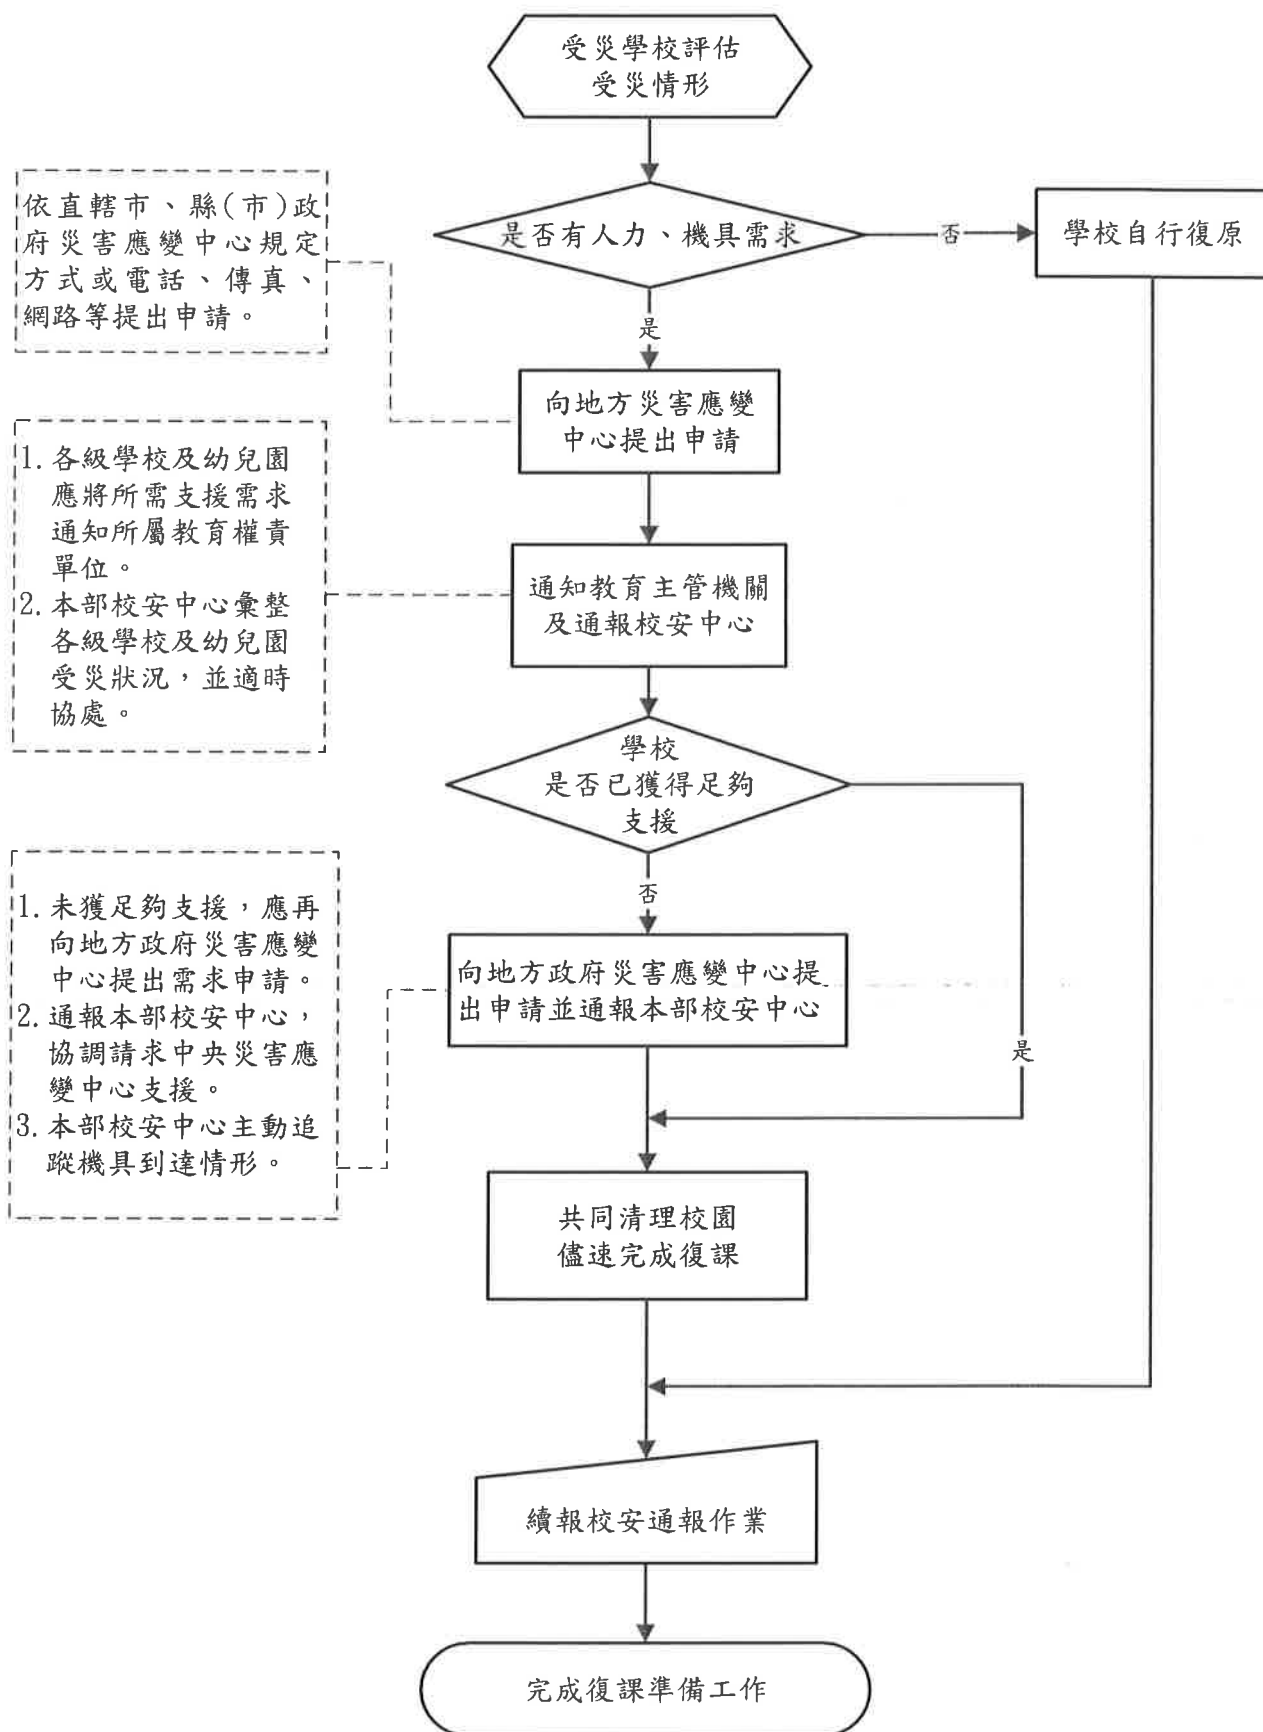 受災學校評估
受災情形
依直轄市、縣(市)政
府災害應變中心規定
方式或電話、傳真、
網路等提出申請。
是否有人力、機具需求
否
學校自行復原
是
向地方災害應變
中心提出申請
1. 各級學校及幼兒園
應將所需支援需求
通知所屬教育權責
單位。
2. 本部校安中心彙整
各級學校及幼兒園
受災狀況，並適時
協處。
通知教育主管機關
及通報校安中心
學校
是否已獲得足夠
支援
否
是
1. 未獲足夠支援，應再
向地方政府災害應變
中心提出需求申請。
2. 通報本部校安中心，
協調請求中央災害應
變中心支援。
3. 本部校安中心主動追
蹤機具到達情形。
向地方政府災害應變中心提
出申請並通報本部校安中心
共同清理校園
儘速完成復課
續報校安通報作業
完成復課準備工作